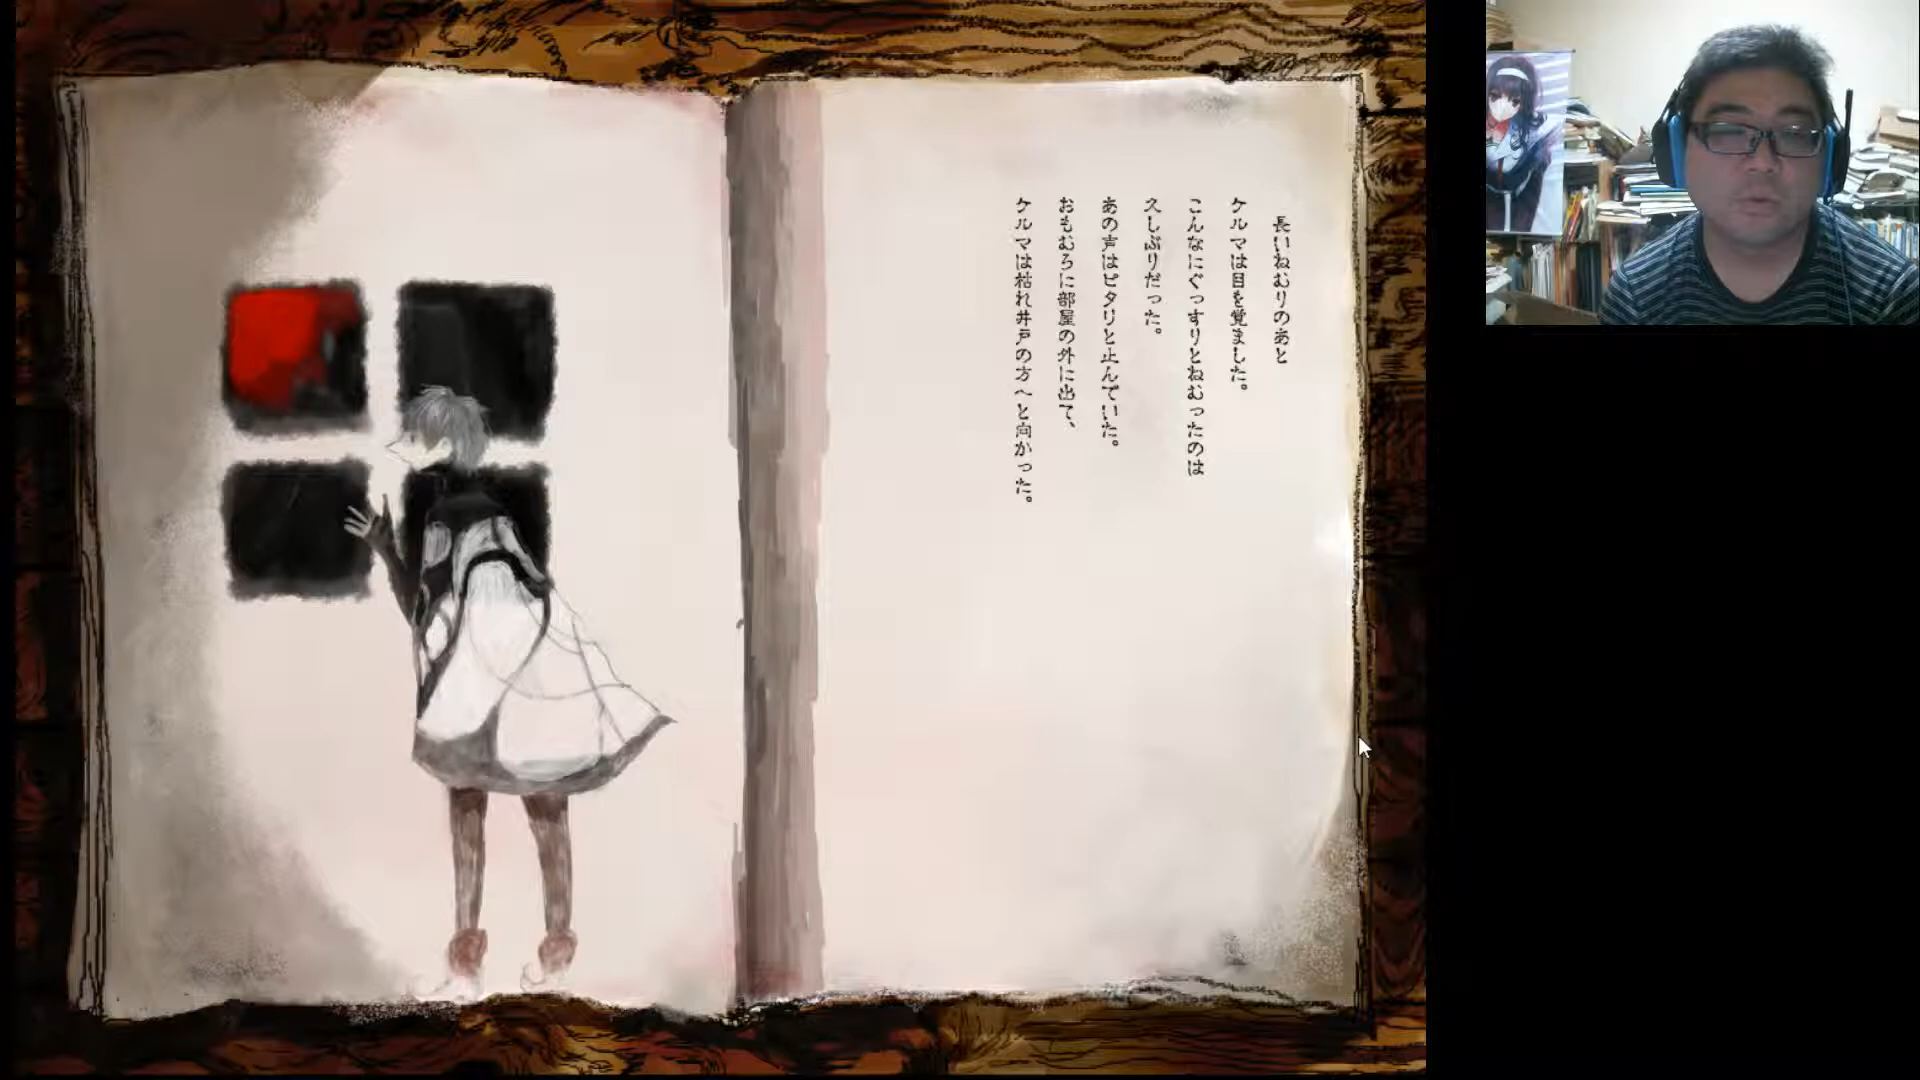 長いねむりのあと
ケルマは目を覚ました。
こんなにぐっすりとねむったのは
久しぶりだった。
あの声はピタリと止んでいた。
おもむろに部屋の外に出て、
ケルマは枯れ井戸の方へと向かった。